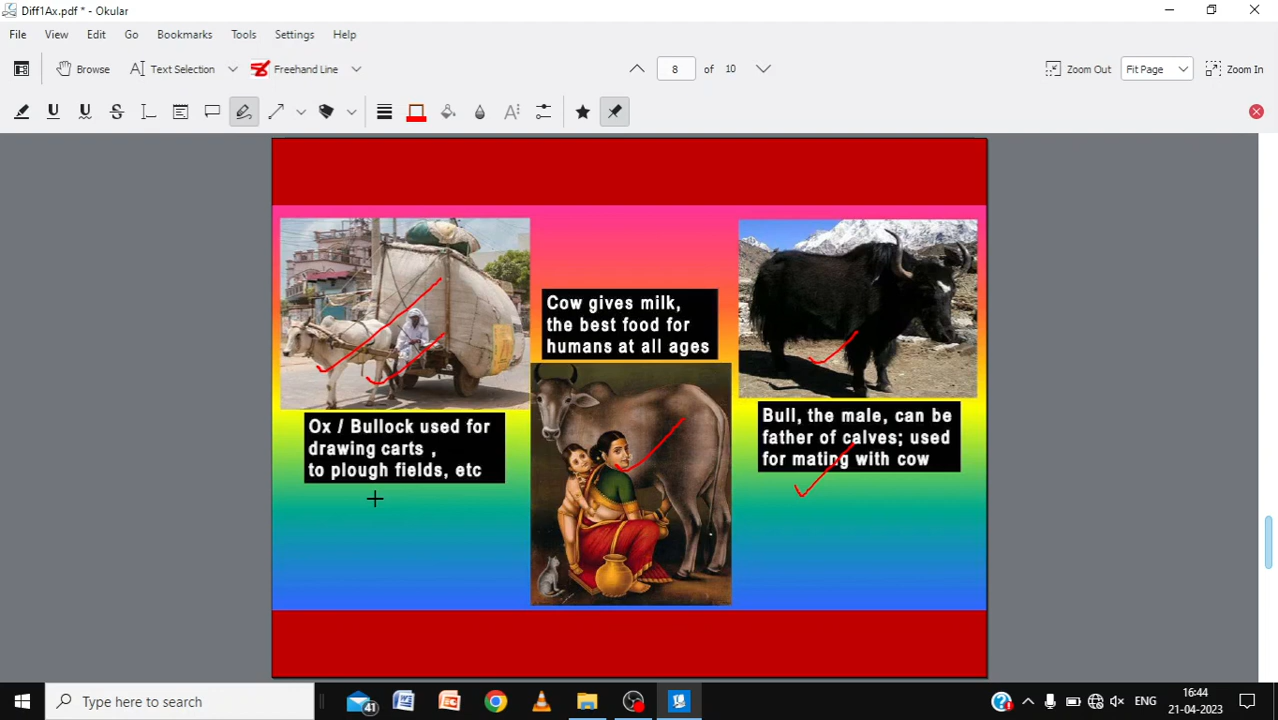 Diff1Ax.pdf * - Okular
File View Edit Go Bookmarks Tools Settings Help
Browse Text Selection Freehand Line 8 of 10 Zoom Out Fit Page Zoom In
Cow gives milk,
the best food for
humans at all ages
Ox / Bullock used for
drawing carts ,
to plough fields, etc
Bull, the male, can be
father of calves; used
for mating with cow
Type here to search
41
ENG
16:44
21-04-2023